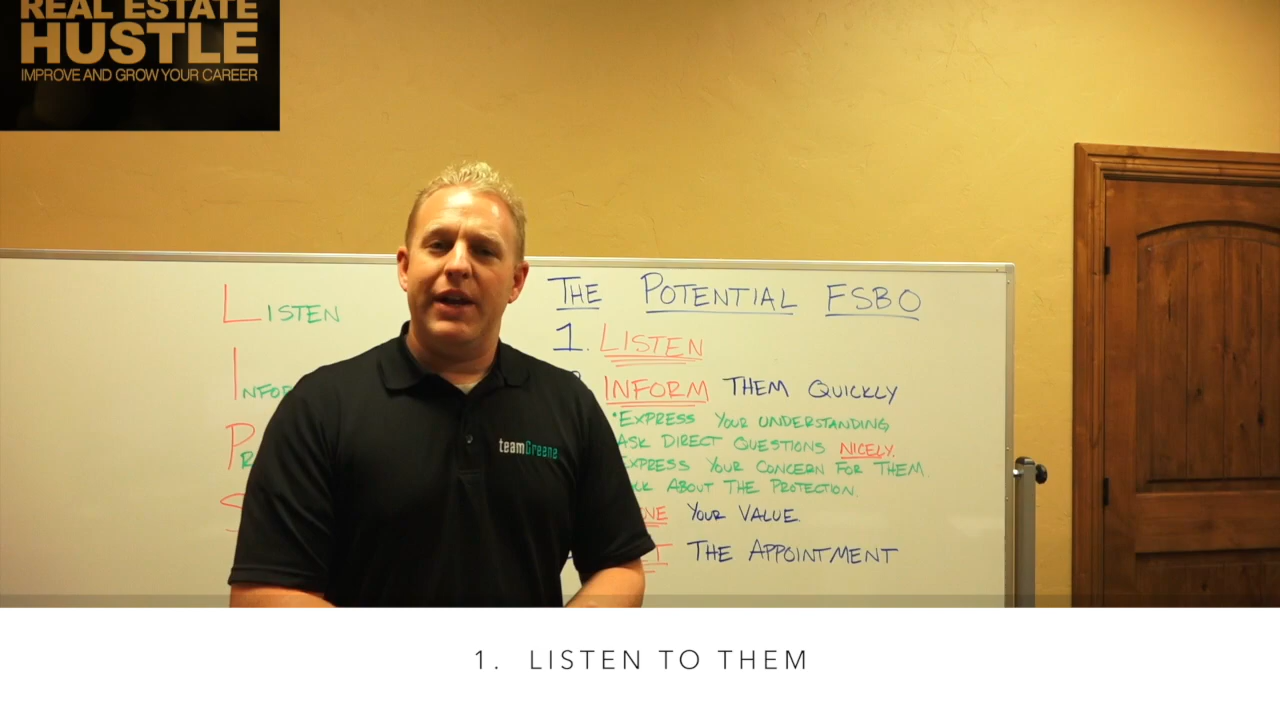 REAL ESTATE
HUSTLE
IMPROVE AND GROW YOUR CAREER
LISTEN
THE POTENTIAL FSBO
1. LISTEN
INFORM THEM QUICKLY
*EXPRESS YOUR UNDERSTANDING
ASK DIRECT QUESTIONS NICELY.
EXPRESS YOUR CONCERN FOR THEM.
ABOUT THE PROTECTION.
YOUR VALUE
THE APPOINTMENT
teamGreene
1. LISTEN TO THEM